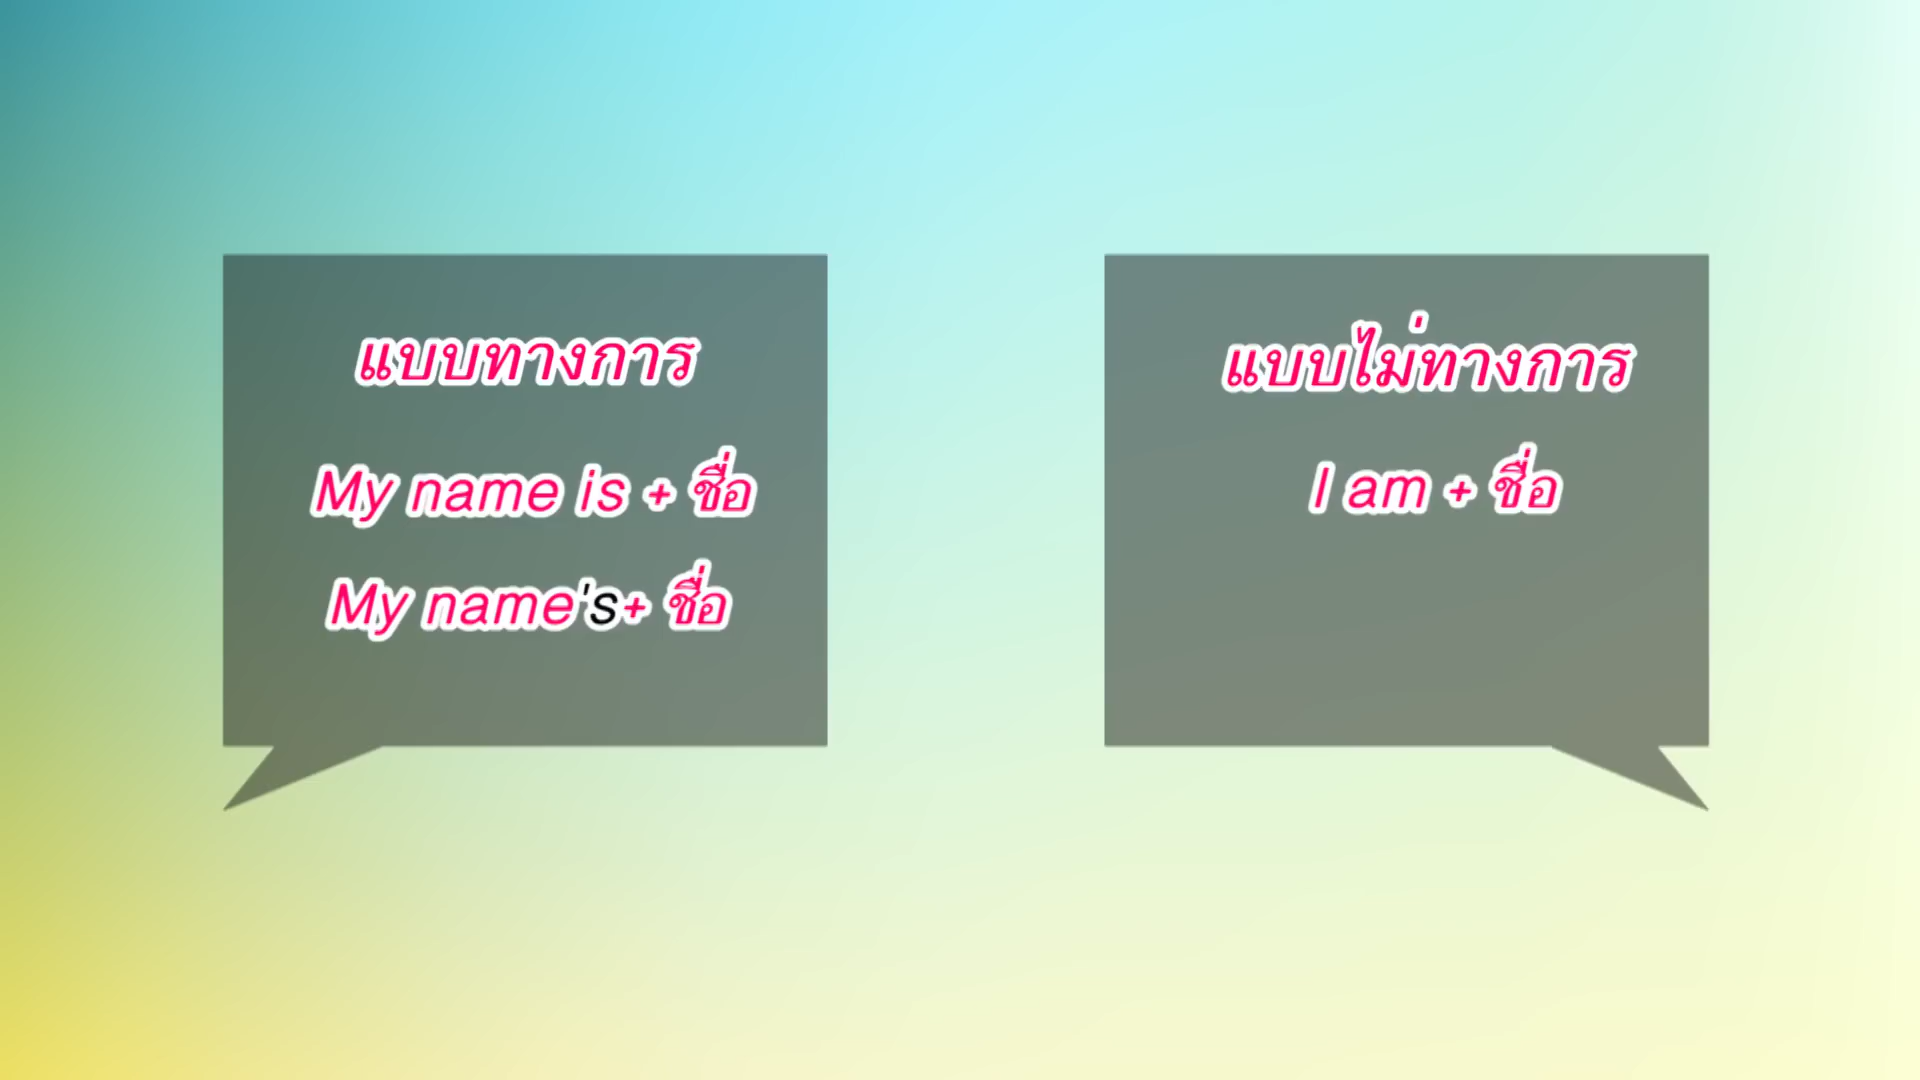 แบบทางการ
My name is + ชื่อ
My name's+ ชื่อ
แบบไม่ทางการ
I am + ชื่อ